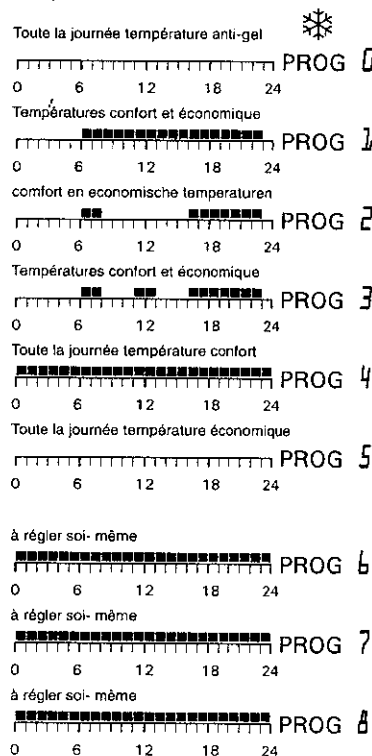 Toute la journée température anti-gel
PROG 0
0 6 12 18 24
Températures confort et économique
PROG 1
0 6 12 18 24
comfort en economische temperaturen
PROG 2
0 6 12 18 24
Températures confort et économique
PROG 3
0 6 12 18 24
Toute la journée température confort
PROG 4
0 6 12 18 24
Toute la journée température économique
PROG 5
0 6 12 18 24
à régler soi- même
PROG 6
0 6 12 18 24
à régler soi- même
PROG 7
0 6 12 18 24
à régler soi- même
PROG 8
0 6 12 18 24